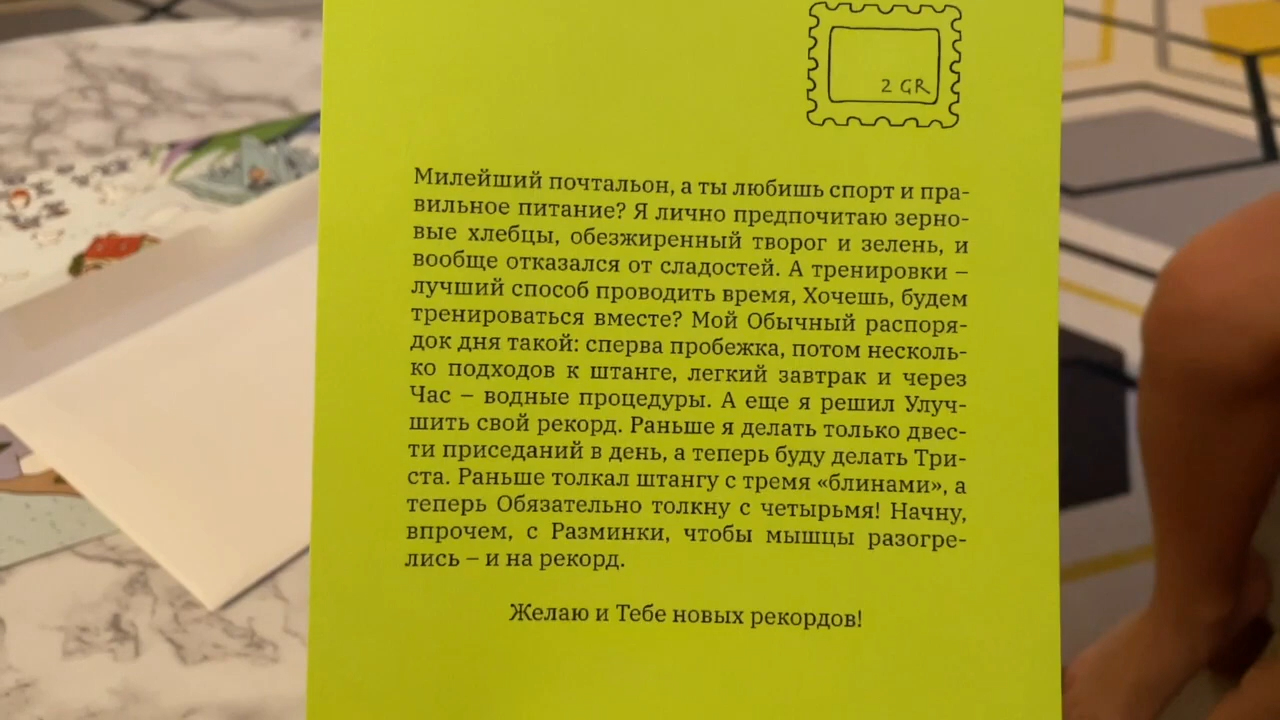 2 GR
Милейший почтальон, а ты любишь спорт и пра-
вильное питание? Я лично предпочитаю зерно-
вые хлебцы, обезжиренный творог и зелень, и
вообще отказался от сладостей. А тренировки –
лучший способ проводить время, Хочешь, будем
тренироваться вместе? Мой Обычный распоря-
док дня такой: сперва пробежка, потом несколь-
ко подходов к штанге, легкий завтрак и через
Час – водные процедуры. А еще я решил Улуч-
шить свой рекорд. Раньше я делать только двес-
ти приседаний в день, а теперь буду делать Три-
ста. Раньше толкал штангу с тремя «блинами», а
теперь Обязательно толкну с четырьмя! Начну,
впрочем, с Разминки, чтобы мышцы разогре-
лись – и на рекорд.
Желаю и Тебе новых рекордов!